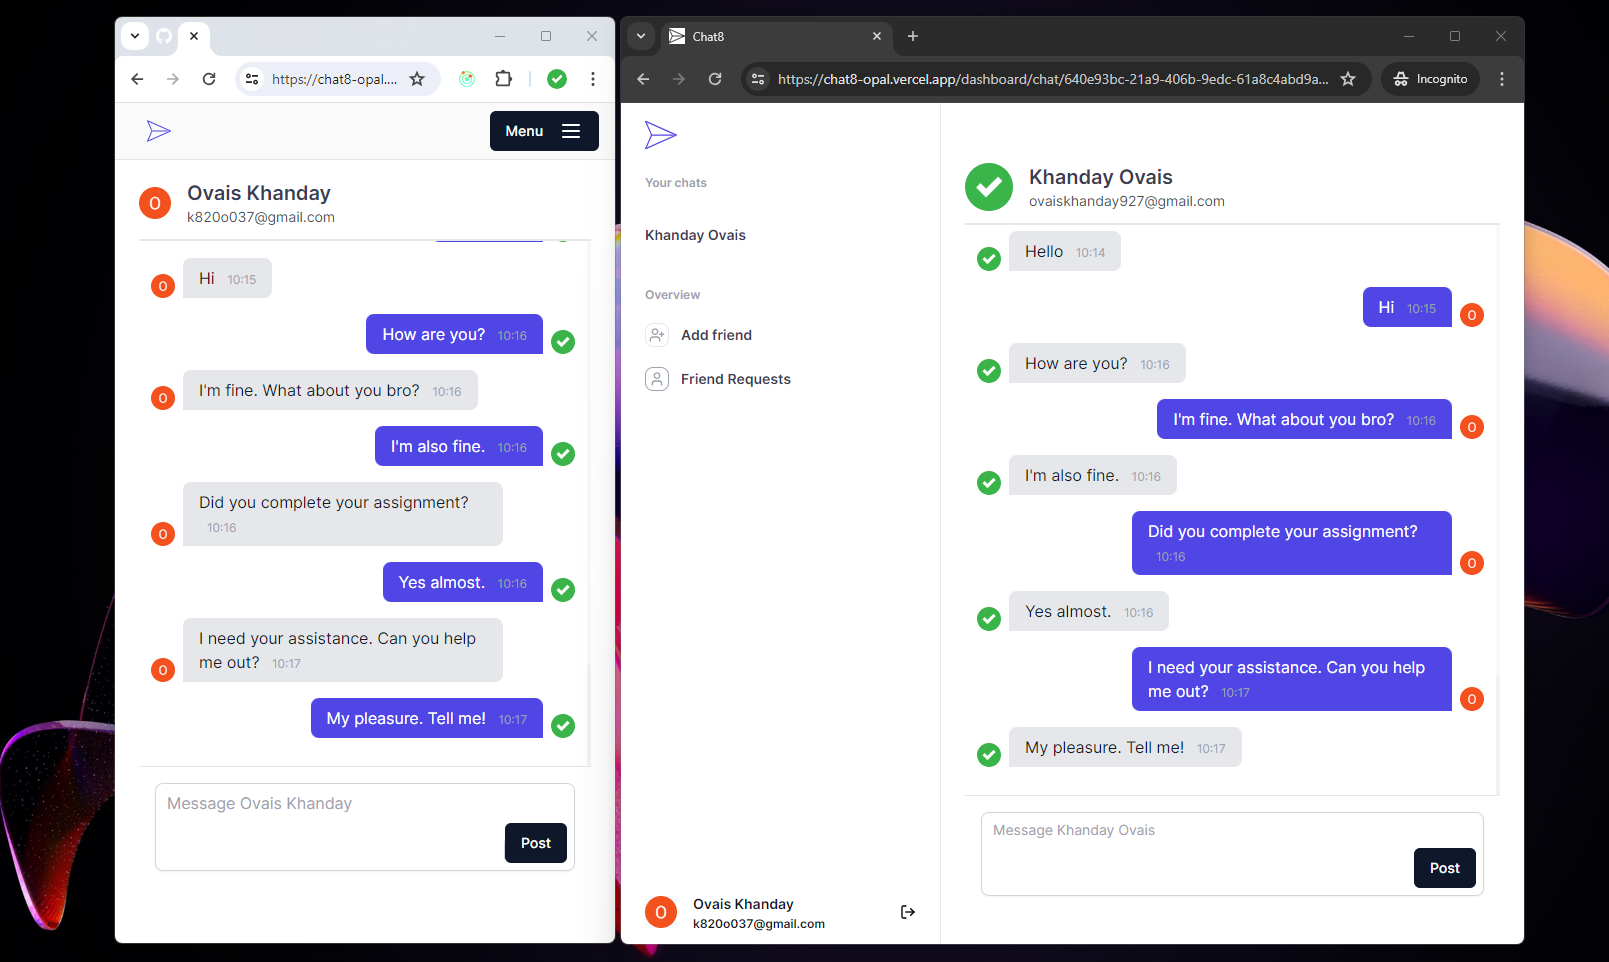 https://chat8-opal....
Menu
Ovais Khanday
k820o037@gmail.com
O
Hi 10:15
O
How are you? 10:16
I'm fine. What about you bro? 10:16
O
I'm also fine. 10:16
Did you complete your assignment?
10:16
O
Yes almost. 10:16
I need your assistance. Can you help
me out? 10:17
O
My pleasure. Tell me! 10:17
Message Ovais Khanday
Post
Chat8
https://chat8-opal.vercel.app/dashboard/chat/640e93bc-21a9-406b-9edc-61a8c4abd9a...
Incognito
Your chats
Khanday Ovais
Overview
Add friend
Friend Requests
O
Ovais Khanday
k820o037@gmail.com
Khanday Ovais
ovaiskhanday927@gmail.com
Hello 10:14
Hi 10:15
O
How are you? 10:16
I'm fine. What about you bro? 10:16
O
I'm also fine. 10:16
Did you complete your assignment?
10:16
O
Yes almost. 10:16
I need your assistance. Can you help
me out? 10:17
O
My pleasure. Tell me! 10:17
Message Khanday Ovais
Post